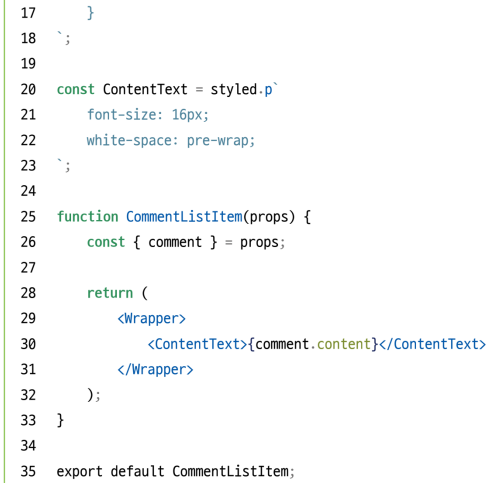 17        }
18    `;
19
20    const ContentText = styled.p`
21        font-size: 16px;
22        white-space: pre-wrap;
23    `;
24
25    function CommentListItem(props) {
26        const { comment } = props;
27
28        return (
29            <Wrapper>
30                <ContentText>{comment.content}</ContentText>
31            </Wrapper>
32        );
33    }
34
35    export default CommentListItem;